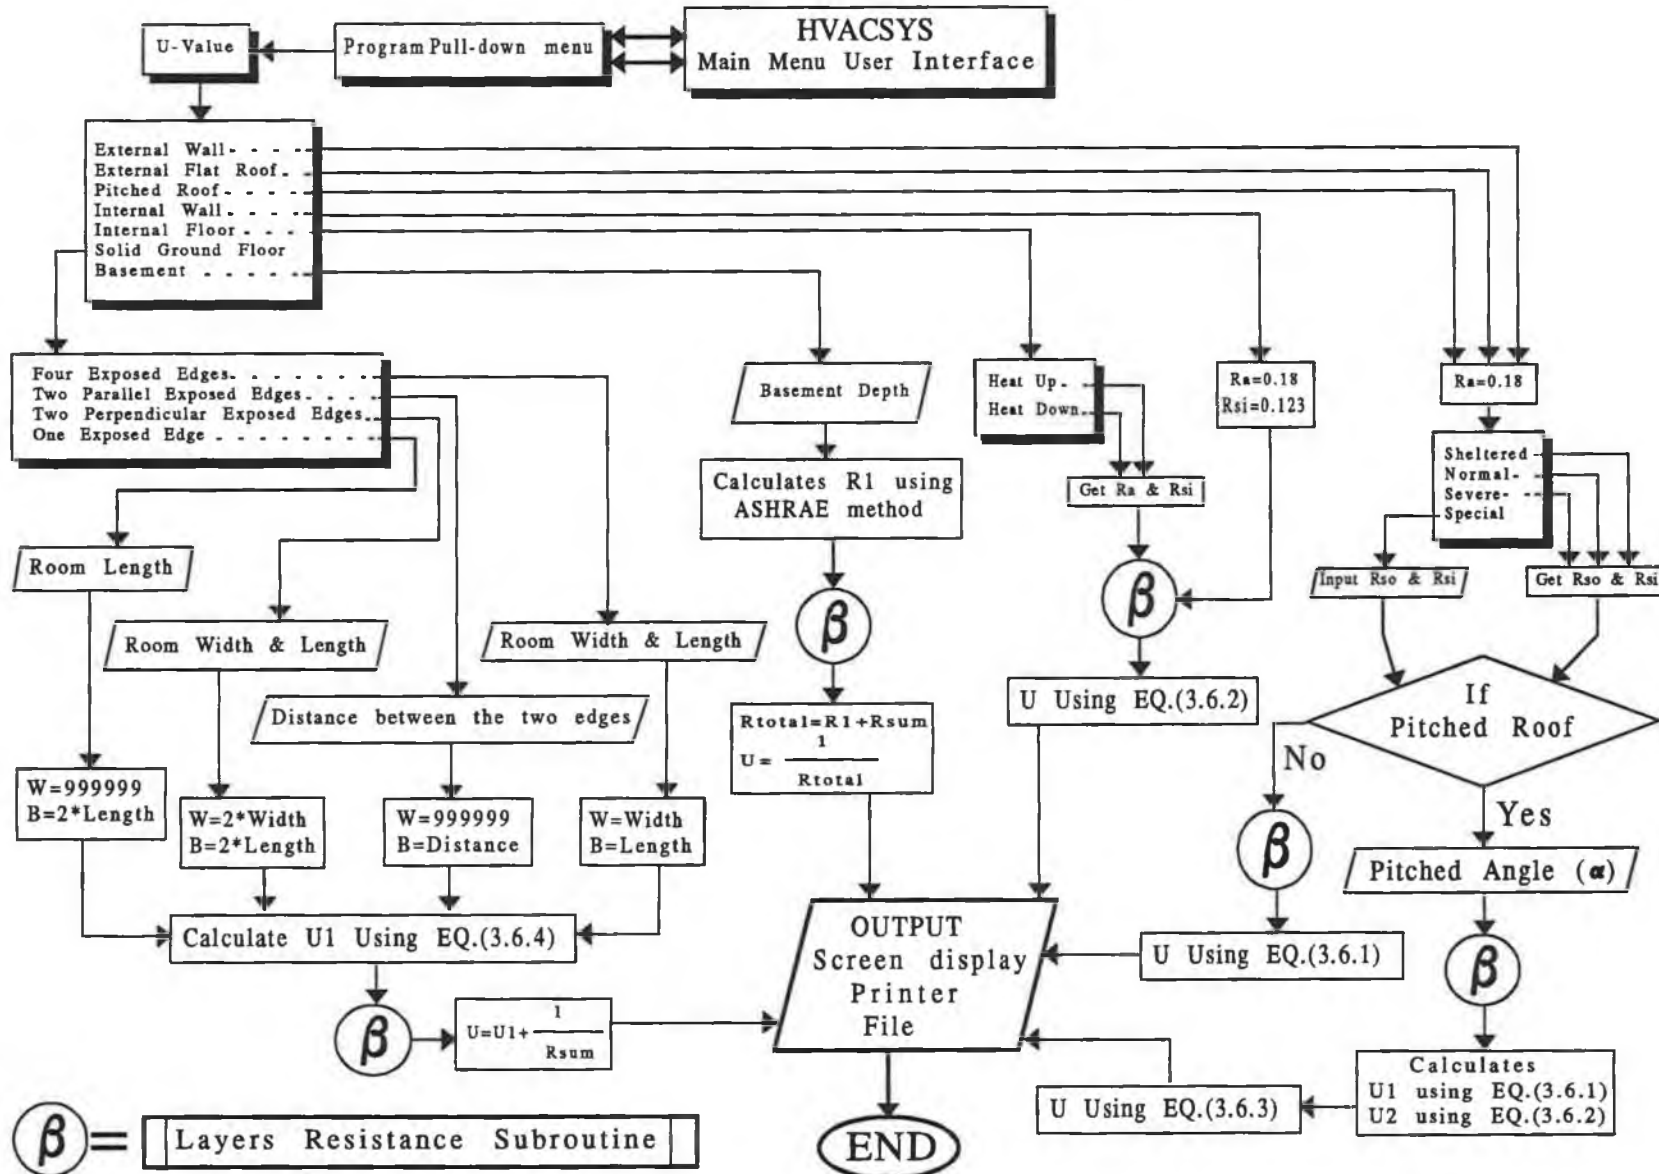 HVACSYS
Main Menu User Interface
Program Pull-down menu
U-Value
External Wall
External Flat Roof
Pitched Roof
Internal Wall
Internal Floor
Solid Ground Floor
Basement
Four Exposed Edges
Two Parallel Exposed Edges
Two Perpendicular Exposed Edges
One Exposed Edge
Basement Depth
Heat Up
Heat Down
Ra=0.18
Rsi=0.123
Ra=0.18
Sheltered
Normal
Severe
Special
Calculates R1 using
ASHRAE method
Get Ra & Rsi
Input Rso & Rsi
Get Rso & Rsi
Room Length
Room Width & Length
Room Width & Length
Distance between the two edges
β
β
U Using EQ.(3.6.2)
If
Pitched Roof
No
Yes
Rtotal=R1+Rsum
U= 1
Rtotal
W=999999
B=2*Length
W=2*Width
B=2*Length
W=999999
B=Distance
W=Width
B=Length
β
Pitched Angle (α)
Calculate U1 Using EQ.(3.6.4)
OUTPUT
Screen display
Printer
File
U Using EQ.(3.6.1)
β
β
U=U1+ 1
Rsum
Calculates
U1 using EQ.(3.6.1)
U2 using EQ.(3.6.2)
U Using EQ.(3.6.3)
β = Layers Resistance Subroutine
END